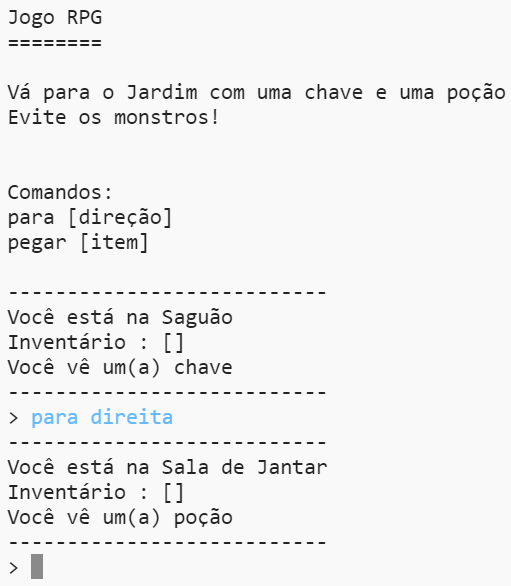 Jogo RPG
========
Vá para o Jardim com uma chave e uma poção
Evite os monstros!
Comandos:
para [direção]
pegar [item]
---------------------------
Você está na Saguão
Inventário : []
Você vê um(a) chave
---------------------------
> para direita
---------------------------
Você está na Sala de Jantar
Inventário : []
Você vê um(a) poção
---------------------------
>